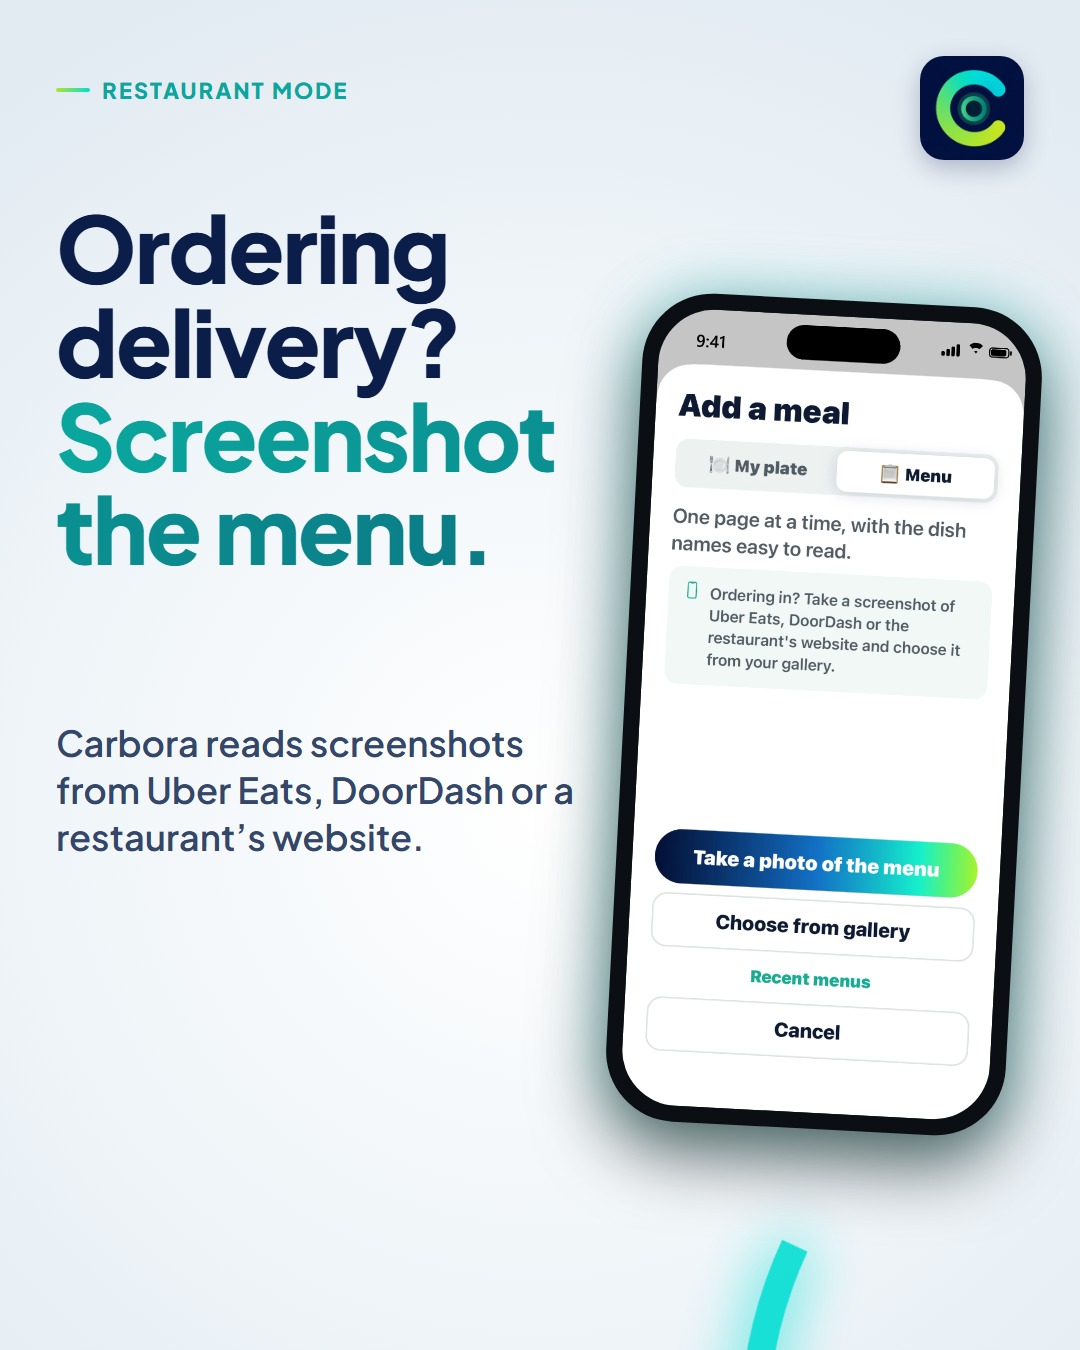 RESTAURANT MODE
Ordering
delivery?
Screenshot
the menu.
Carbora reads screenshots
from Uber Eats, DoorDash or a
restaurant’s website.
9:41
Add a meal
🍽️ My plate
📋 Menu
One page at a time, with the dish
names easy to read.
Ordering in? Take a screenshot of
Uber Eats, DoorDash or the
restaurant's website and choose it
from your gallery.
Take a photo of the menu
Choose from gallery
Recent menus
Cancel